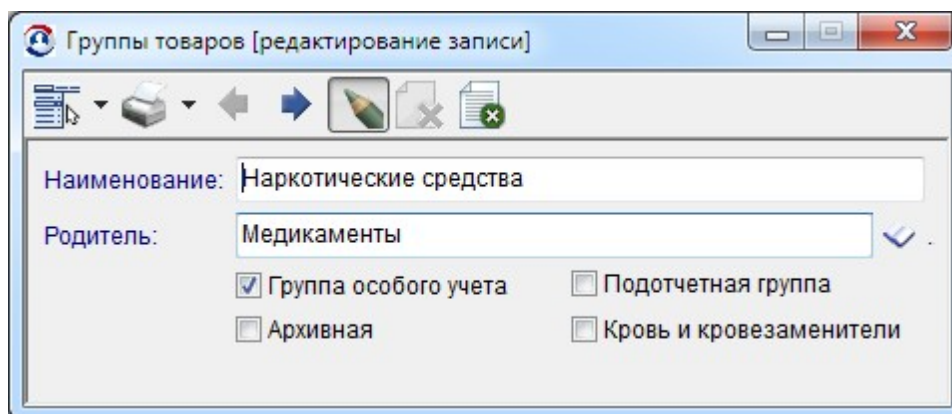 Группы товаров [редактирование записи]
Наименование: Наркотические средства
Родитель: Медикаменты
Группа особого учета Подотчетная группа
Архивная Кровь и кровезаменители